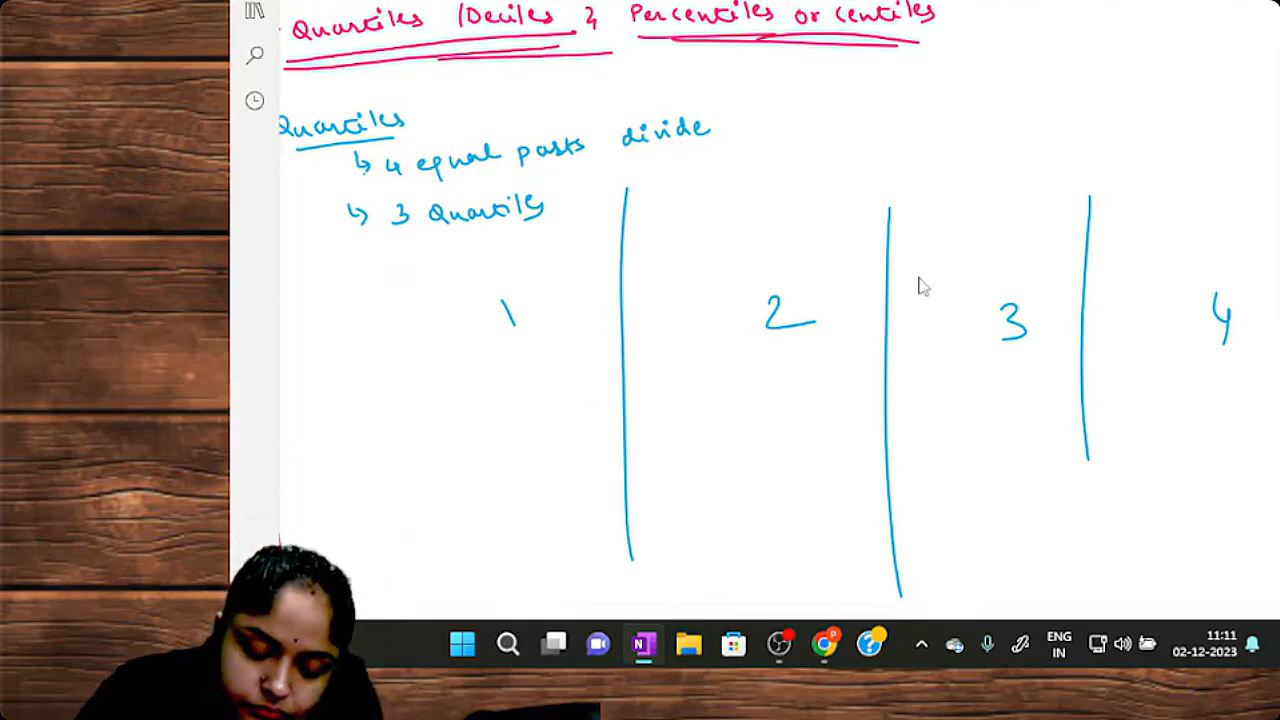 Quartiles / Deciles & Percentiles or Centiles
Quartiles
↳ 4 equal parts divide
↳ 3 Quartiles
1 2 3 4
ENG
IN
11:11
02-12-2023